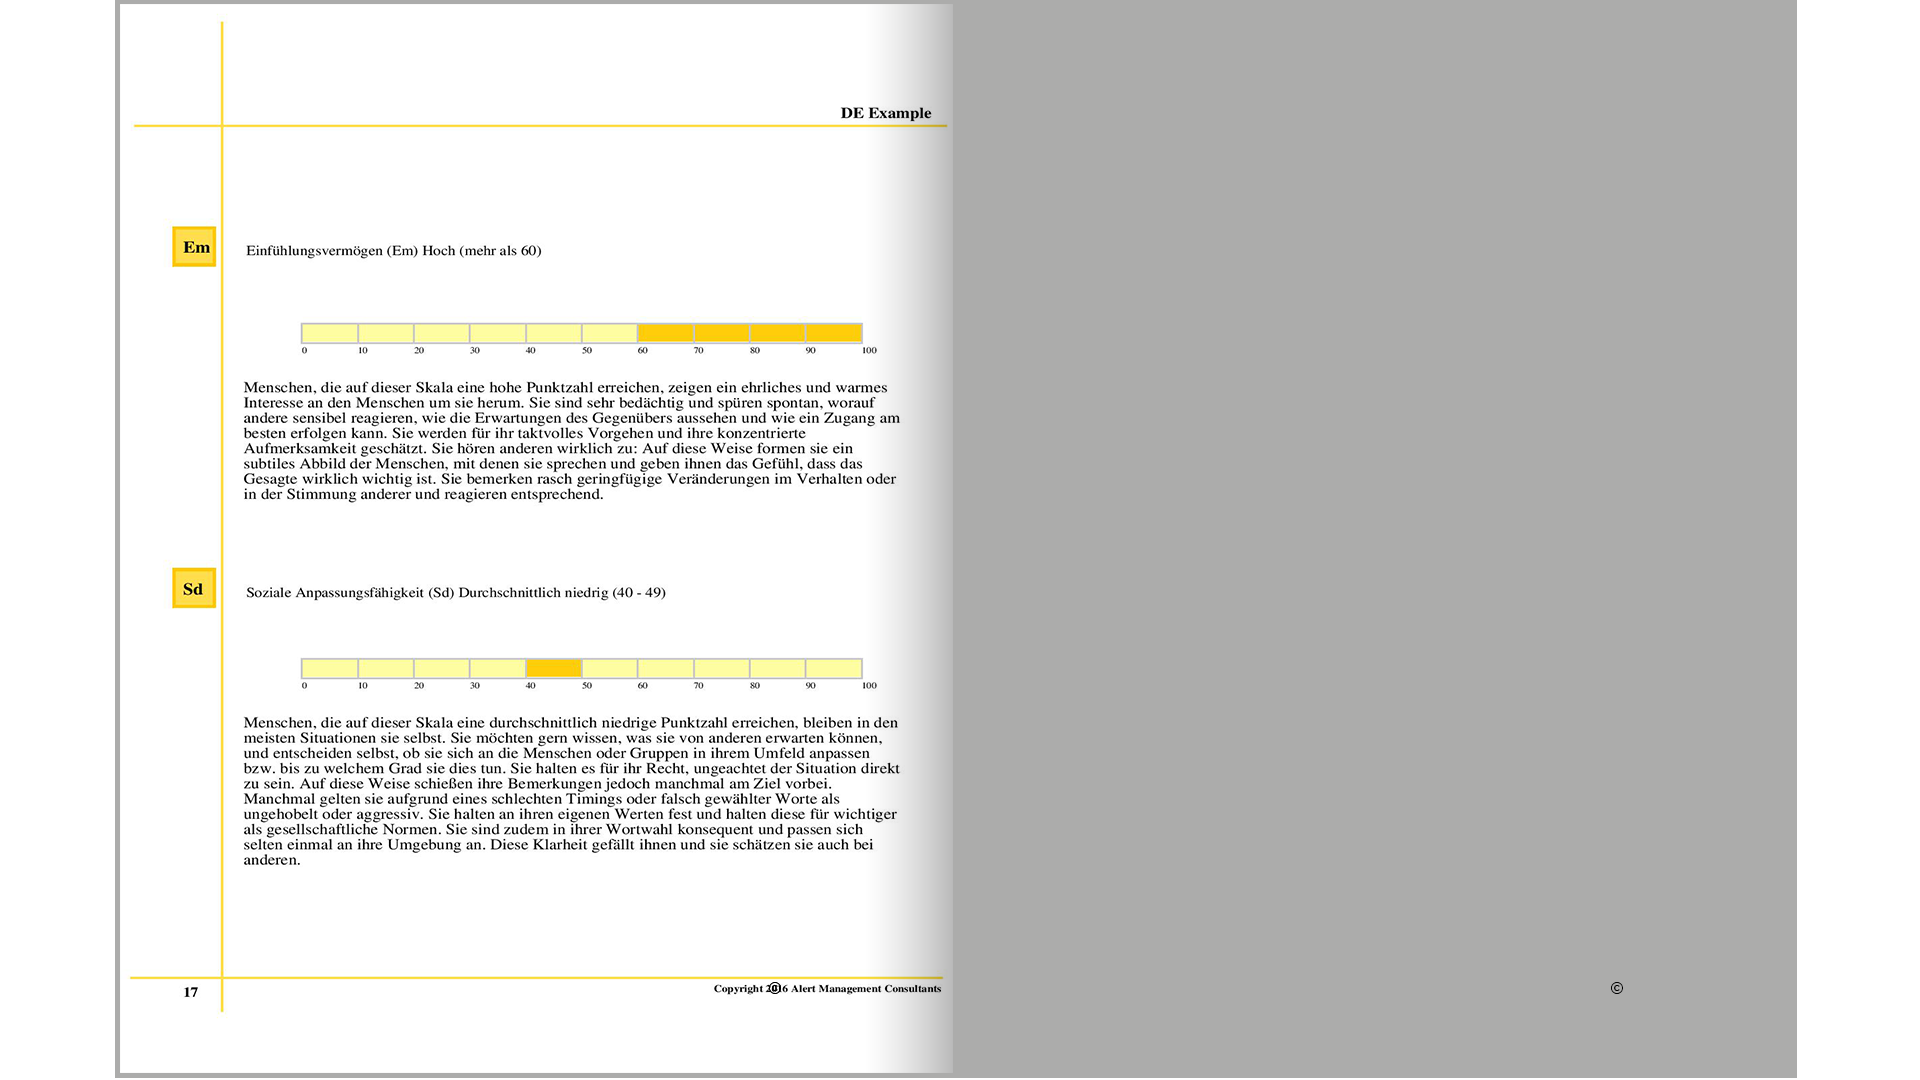 DE Example
Em
Einfühlungsvermögen (Em) Hoch (mehr als 60)
0 10 20 30 40 50 60 70 80 90 100
Menschen, die auf dieser Skala eine hohe Punktzahl erreichen, zeigen ein ehrliches und warmes
Interesse an den Menschen um sie herum. Sie sind sehr bedächtig und spüren spontan, worauf
andere sensibel reagieren, wie die Erwartungen des Gegenübers aussehen und wie ein Zugang am
besten erfolgen kann. Sie werden für ihr taktvolles Vorgehen und ihre konzentrierte
Aufmerksamkeit geschätzt. Sie hören anderen wirklich zu: Auf diese Weise formen sie ein
subtiles Abbild der Menschen, mit denen sie sprechen und geben ihnen das Gefühl, dass das
Gesagte wirklich wichtig ist. Sie bemerken rasch geringfügige Veränderungen im Verhalten oder
in der Stimmung anderer und reagieren entsprechend.
Sd
Soziale Anpassungsfähigkeit (Sd) Durchschnittlich niedrig (40 - 49)
0 10 20 30 40 50 60 70 80 90 100
Menschen, die auf dieser Skala eine durchschnittlich niedrige Punktzahl erreichen, bleiben in den
meisten Situationen sie selbst. Sie möchten gern wissen, was sie von anderen erwarten können,
und entscheiden selbst, ob sie sich an die Menschen oder Gruppen in ihrem Umfeld anpassen
bzw. bis zu welchem Grad sie dies tun. Sie halten es für ihr Recht, ungeachtet der Situation direkt
zu sein. Auf diese Weise schießen ihre Bemerkungen jedoch manchmal am Ziel vorbei.
Manchmal gelten sie aufgrund eines schlechten Timings oder falsch gewählter Worte als
ungehobelt oder aggressiv. Sie halten an ihren eigenen Werten fest und halten diese für wichtiger
als gesellschaftliche Normen. Sie sind zudem in ihrer Wortwahl konsequent und passen sich
selten einmal an ihre Umgebung an. Diese Klarheit gefällt ihnen und sie schätzen sie auch bei
anderen.
17
Copyright 2016 Alert Management Consultants
©
©